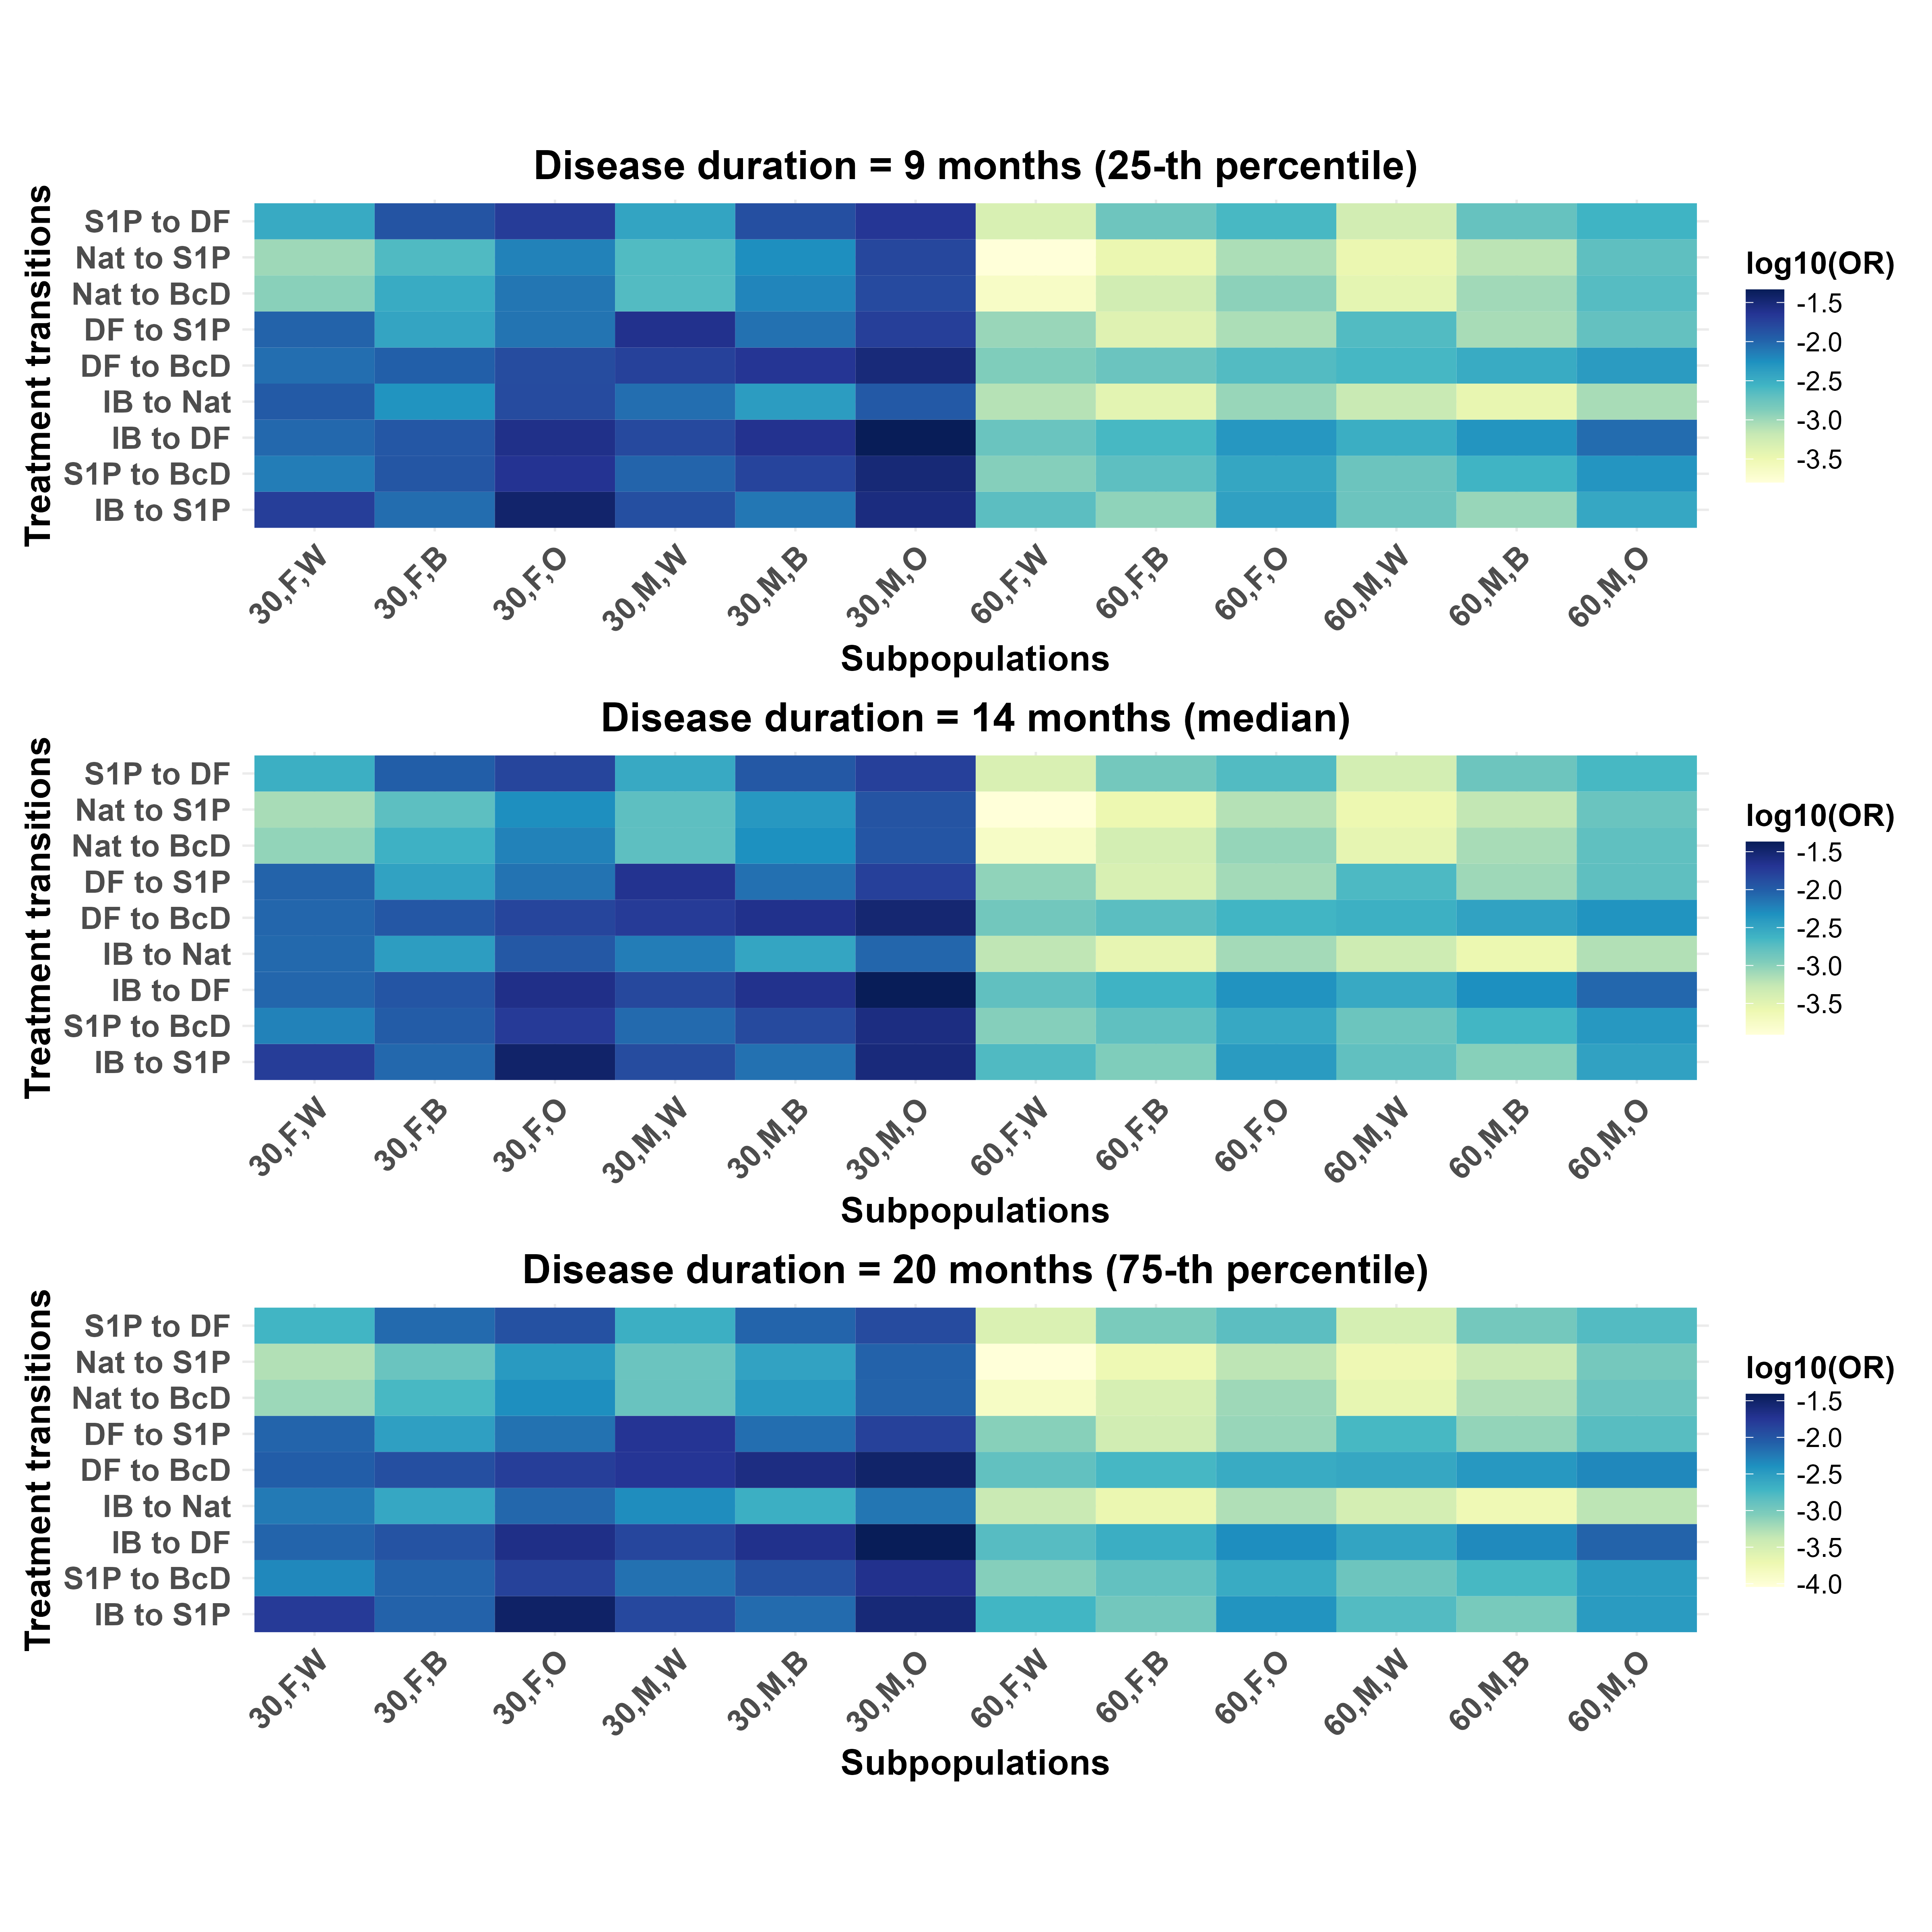 Disease duration = 9 months (25-th percentile)
Treatment transitions
S1P to DF
Nat to S1P
Nat to BcD
DF to S1P
DF to BcD
IB to Nat
IB to DF
S1P to BcD
IB to S1P
30,F,W
30,F,B
30,F,O
30,M,W
30,M,B
30,M,O
60,F,W
60,F,B
60,F,O
60,M,W
60,M,B
60,M,O
Subpopulations
log10(OR)
-1.5
-2.0
-2.5
-3.0
-3.5
Disease duration = 14 months (median)
Treatment transitions
S1P to DF
Nat to S1P
Nat to BcD
DF to S1P
DF to BcD
IB to Nat
IB to DF
S1P to BcD
IB to S1P
30,F,W
30,F,B
30,F,O
30,M,W
30,M,B
30,M,O
60,F,W
60,F,B
60,F,O
60,M,W
60,M,B
60,M,O
Subpopulations
log10(OR)
-1.5
-2.0
-2.5
-3.0
-3.5
Disease duration = 20 months (75-th percentile)
Treatment transitions
S1P to DF
Nat to S1P
Nat to BcD
DF to S1P
DF to BcD
IB to Nat
IB to DF
S1P to BcD
IB to S1P
30,F,W
30,F,B
30,F,O
30,M,W
30,M,B
30,M,O
60,F,W
60,F,B
60,F,O
60,M,W
60,M,B
60,M,O
Subpopulations
log10(OR)
-1.5
-2.0
-2.5
-3.0
-3.5
-4.0